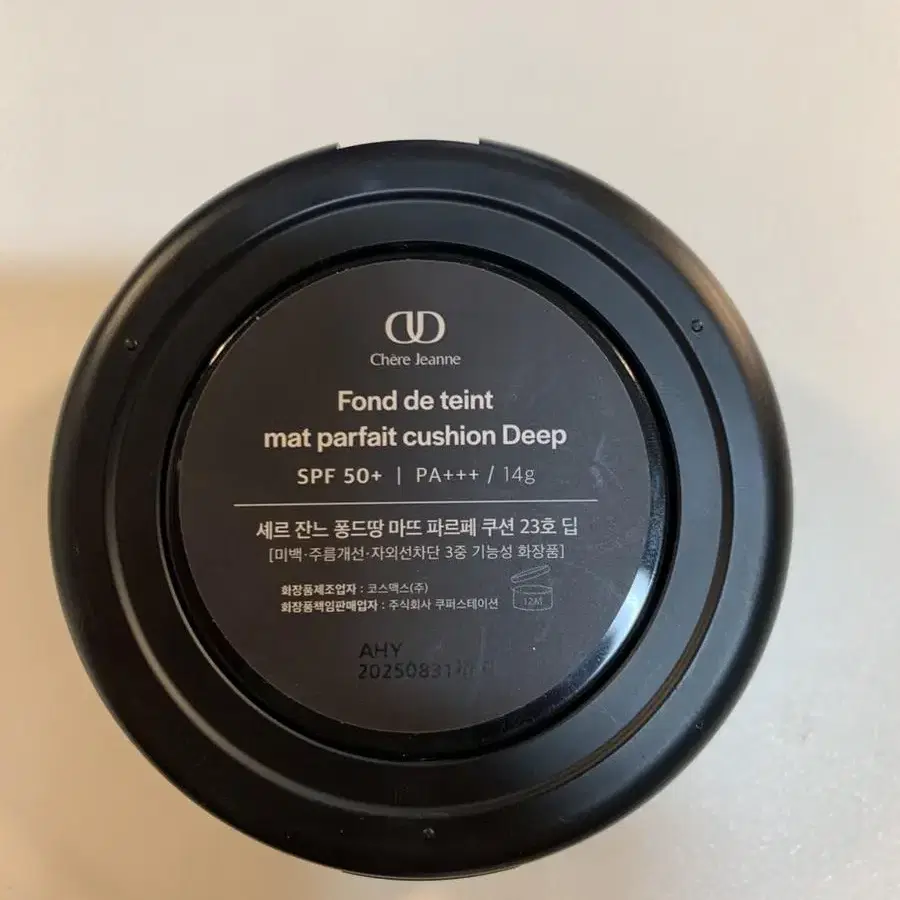 Chère Jeanne
Fond de teint
mat parfait cushion Deep
SPF 50+ | PA+++ / 14g
셰르 잔느 퐁드땅 마뜨 파르페 쿠션 23호 딥
[미백·주름개선·자외선차단 3중 기능성 화장품]
화장품제조업자 : 코스맥스(주)
화장품책임판매업자 : 주식회사 쿠퍼스테이션
12M
AHY
20250831